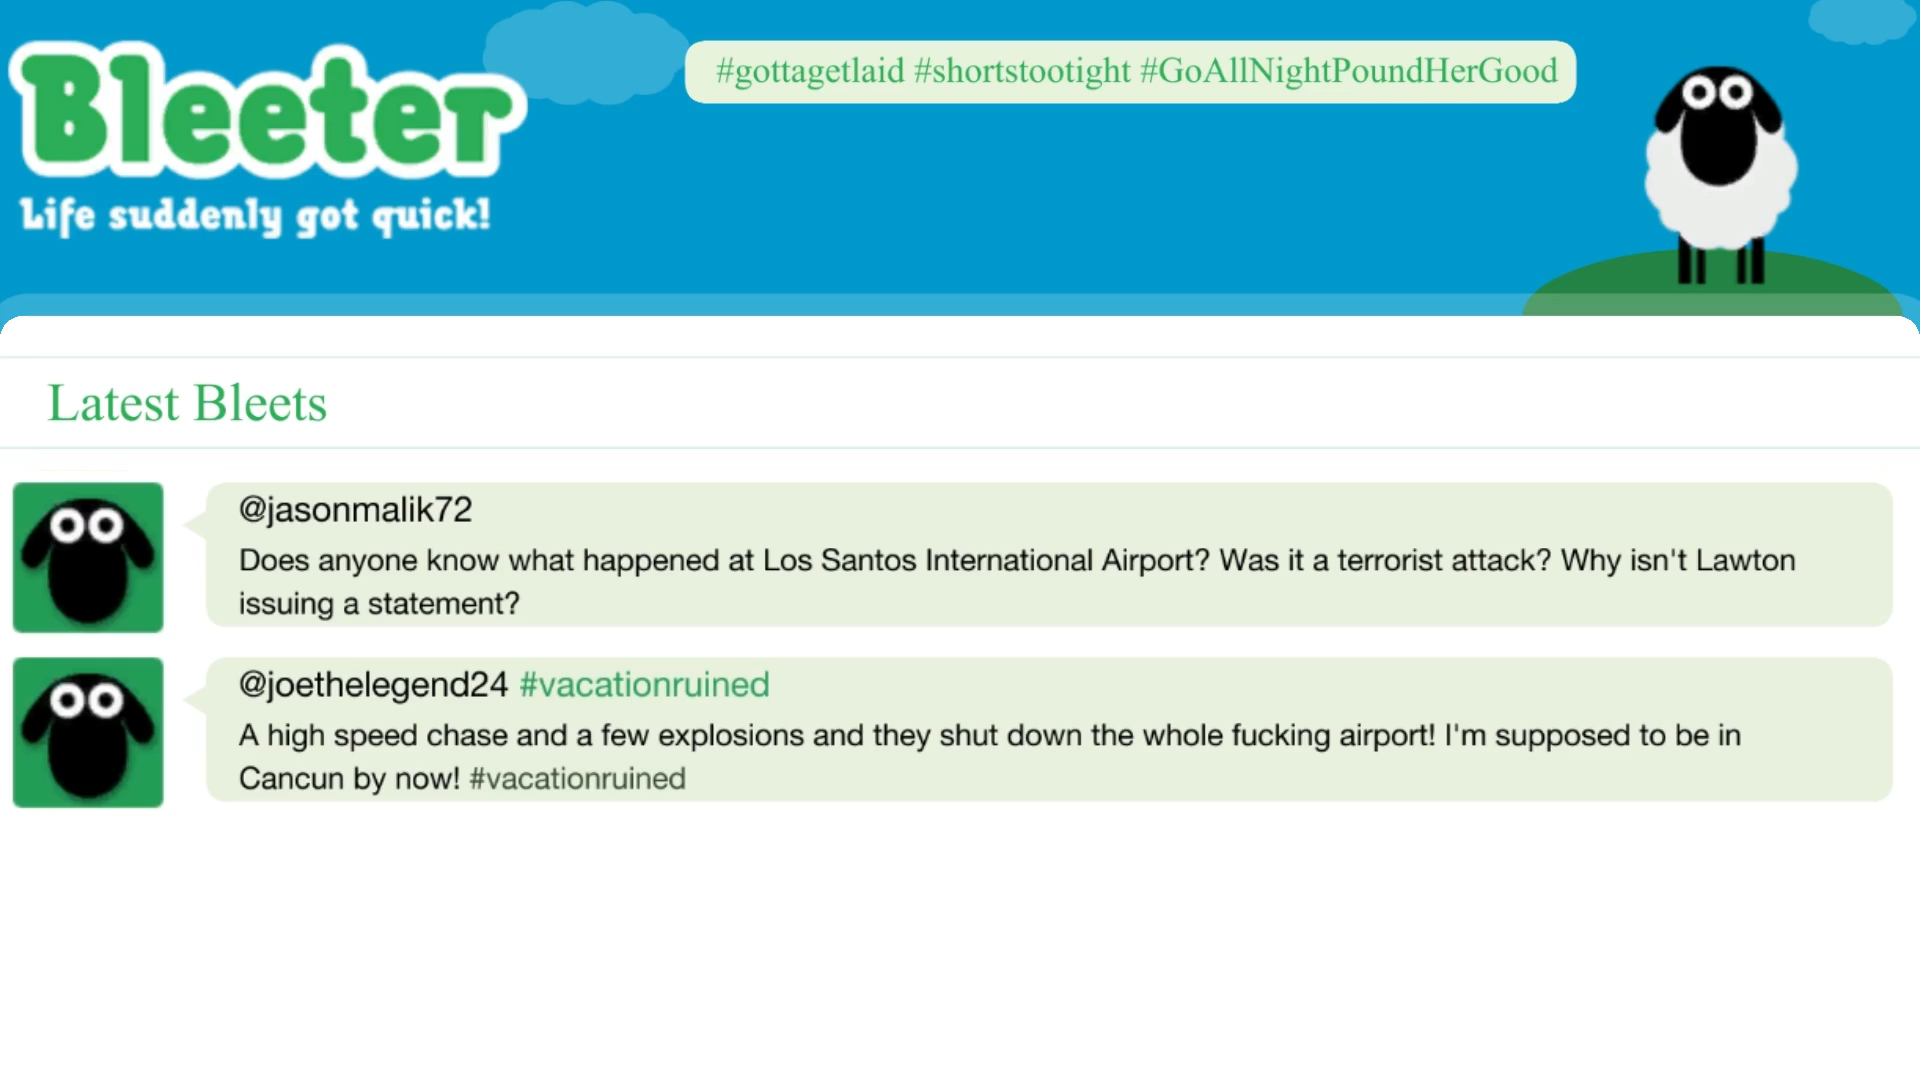 Bleeter
Life suddenly got quick!
#gottagetlaid #shortstootight #GoAllNightPoundHerGood
Latest Bleets
@jasonmalik72
Does anyone know what happened at Los Santos International Airport? Was it a terrorist attack? Why isn't Lawton
issuing a statement?
@joethelegend24 #vacationruined
A high speed chase and a few explosions and they shut down the whole fucking airport! I'm supposed to be in
Cancun by now! #vacationruined